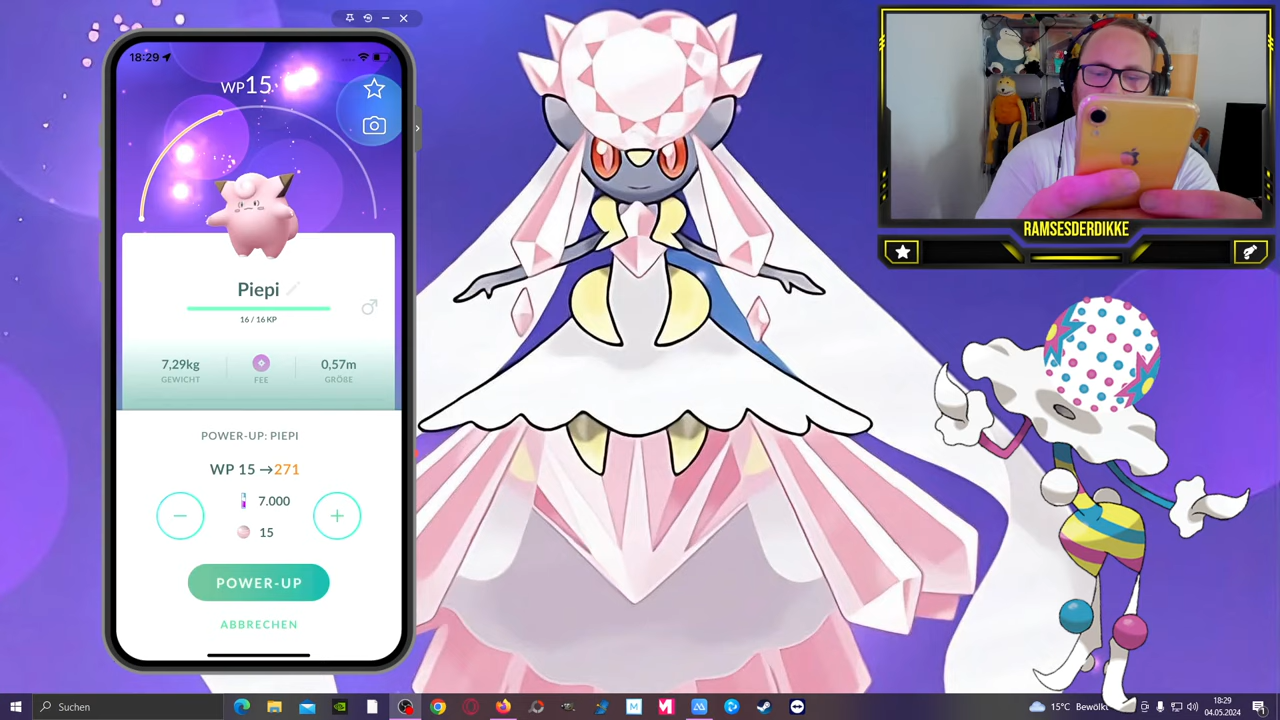 18:29
WP15
Piepi
16 / 16 KP
7,29kg
GEWICHT
FEE
0,57m
GRÖẞE
POWER-UP: PIEPI
WP 15 →271
7.000
15
POWER-UP
ABBRECHEN
RAMSESDERDIKKE
Suchen
15°C Bewölkt
18:29
04.05.2024